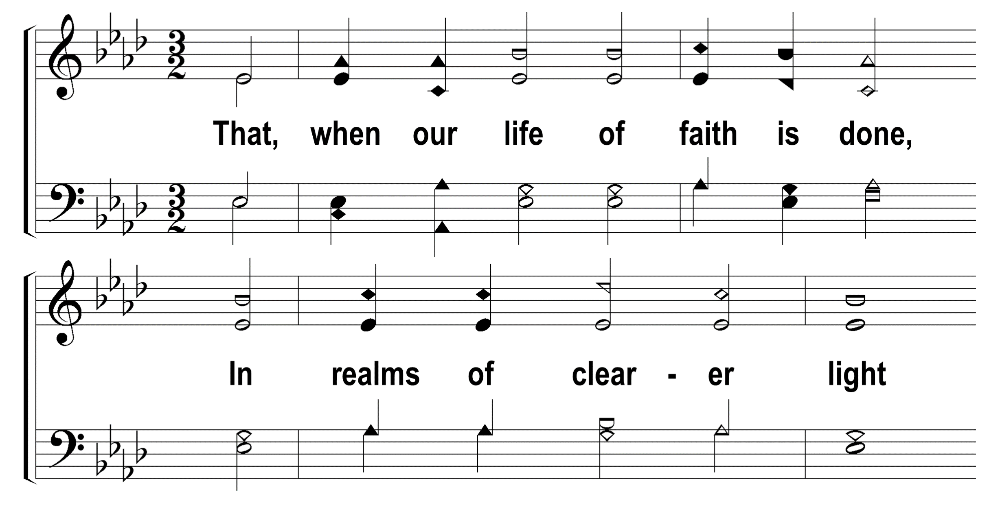 That, when our life of faith is done,
In realms of clear - er light